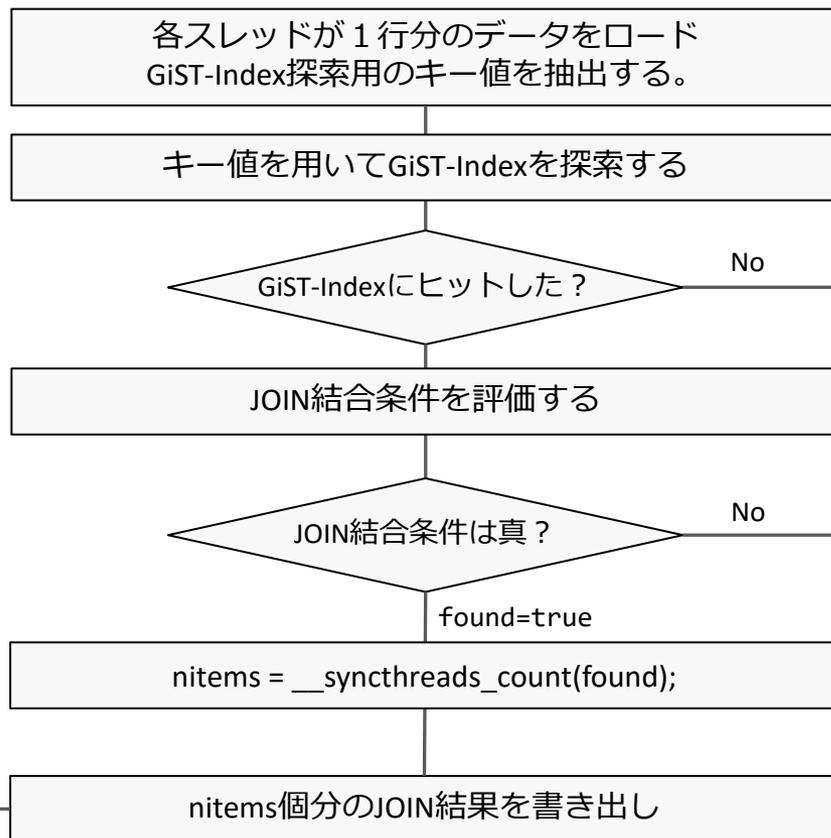 各スレッドが１行分のデータをロード
GiST-Index探索用のキー値を抽出する。
キー値を用いてGiST-Indexを探索する
GiST-Indexにヒットした？
No
JOIN結合条件を評価する
JOIN結合条件は真？
No
found=true
nitems = __syncthreads_count(found);
nitems個分のJOIN結果を書き出し